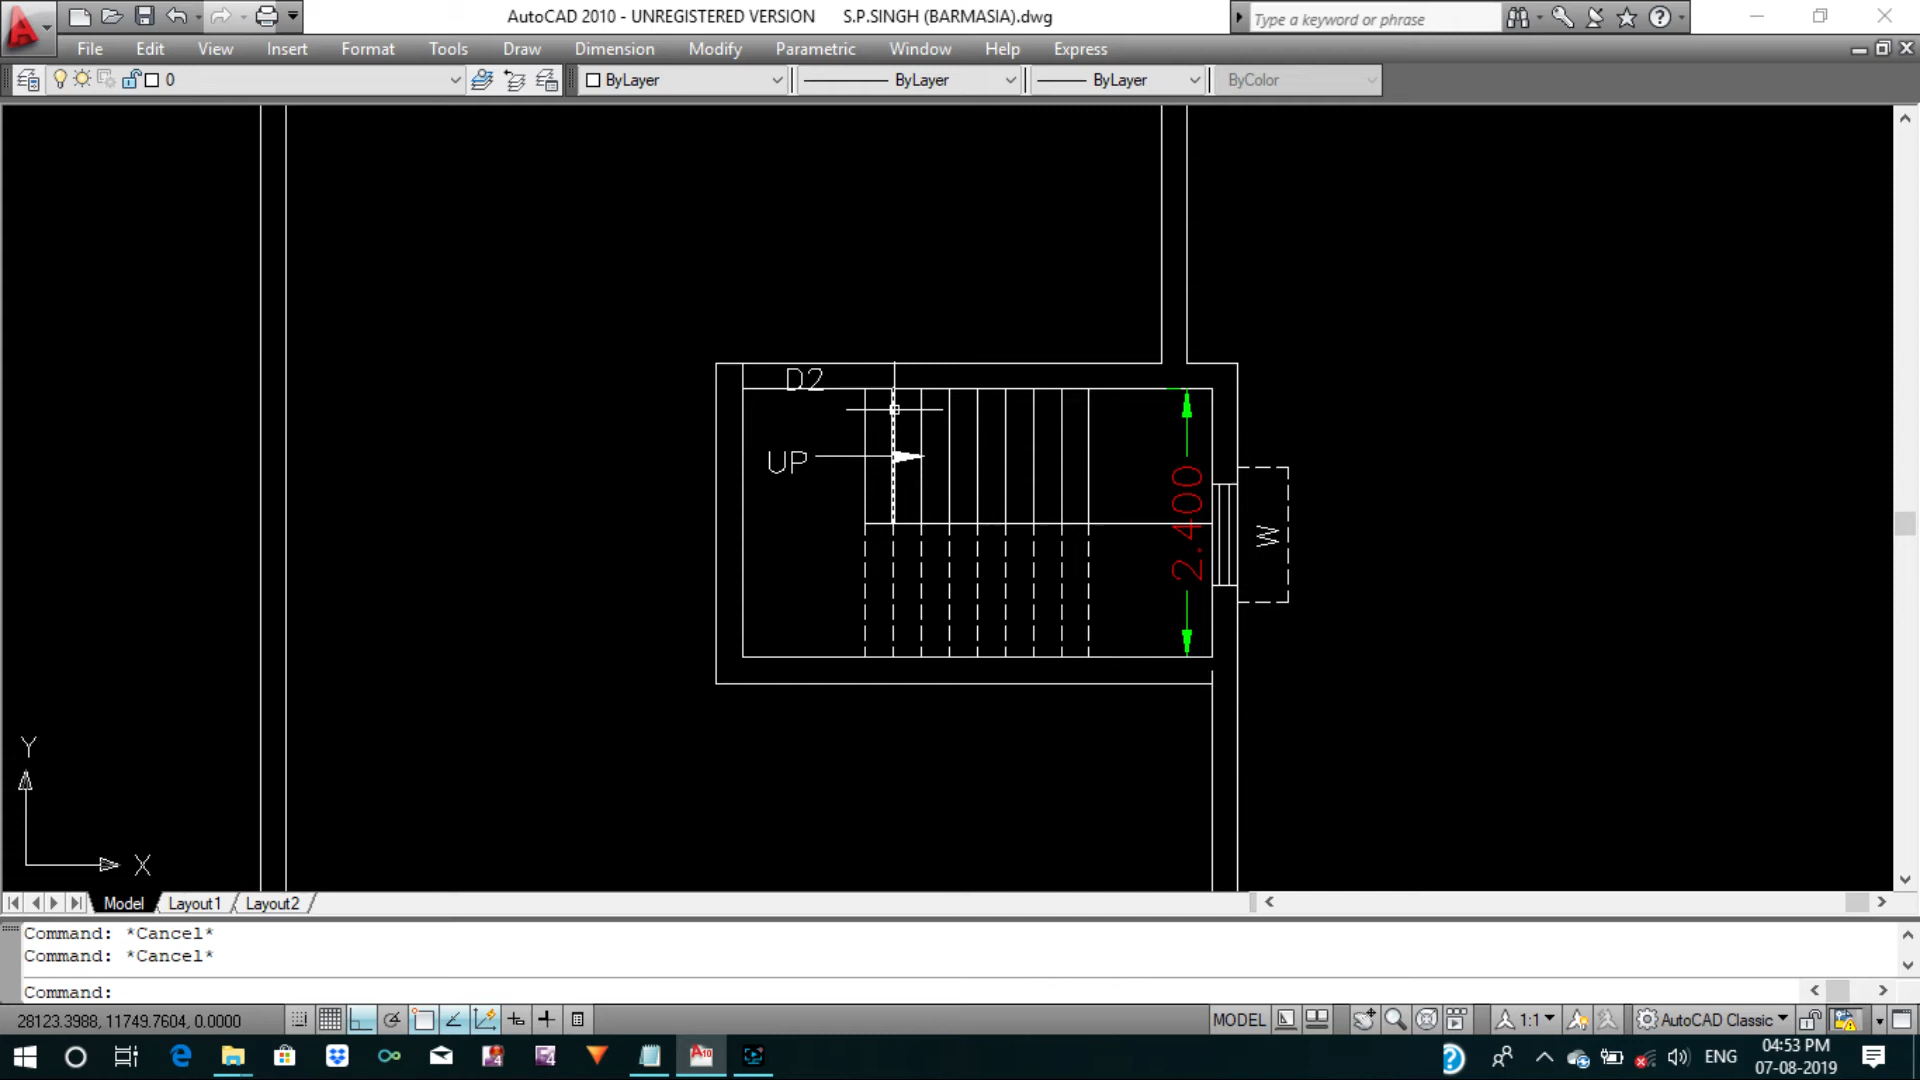 AutoCAD 2010 - UNREGISTERED VERSION S.P.SINGH (BARMASIA).dwg
Type a keyword or phrase
File Edit View Insert Format Tools Draw Dimension Modify Parametric Window Help Express
0 ByLayer ByLayer ByLayer ByColor
D2
UP
2.400
W
Y
X
Model Layout1 Layout2
Command: *Cancel*
Command: *Cancel*
Command:
28123.3988, 11749.7604, 0.0000 MODEL 1:1 AutoCAD Classic
ENG 04:53 PM
07-08-2019